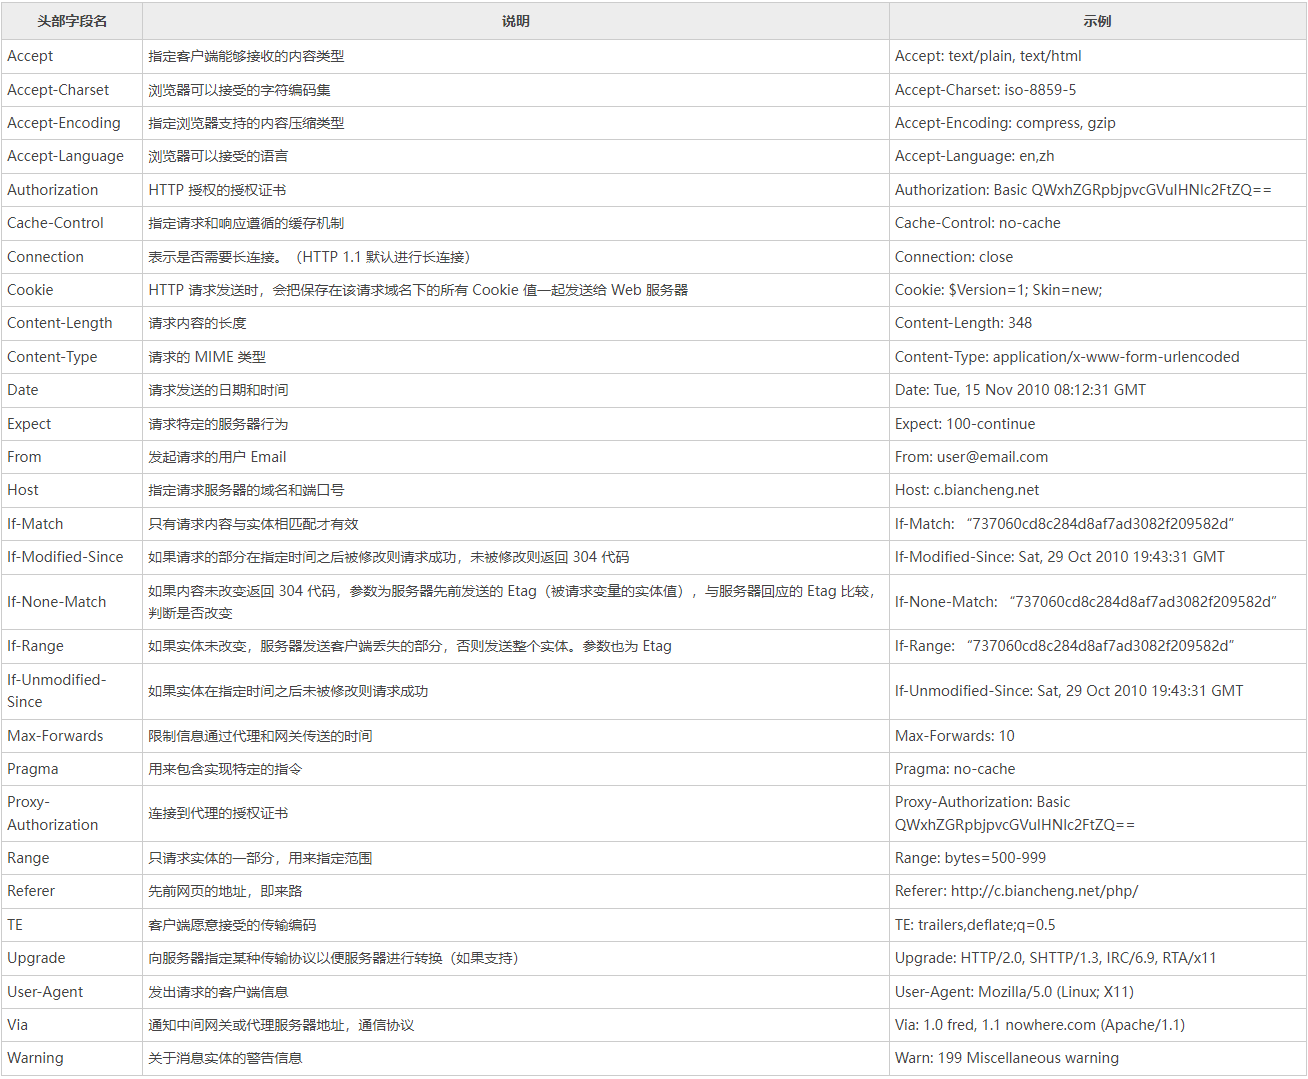 头部字段名 说明 示例
Accept 指定客户端能够接收的内容类型 Accept: text/plain, text/html
Accept-Charset 浏览器可以接受的字符编码集 Accept-Charset: iso-8859-5
Accept-Encoding 指定浏览器支持的内容压缩类型 Accept-Encoding: compress, gzip
Accept-Language 浏览器可以接受的语言 Accept-Language: en,zh
Authorization HTTP 授权的授权证书 Authorization: Basic QWxhZGRpbjpvcGVuIHNlc2FtZQ==
Cache-Control 指定请求和响应遵循的缓存机制 Cache-Control: no-cache
Connection 表示是否需要长连接。（HTTP 1.1 默认进行长连接） Connection: close
Cookie HTTP 请求发送时，会把保存在该请求域名下的所有 Cookie 值一起发送给 Web 服务器 Cookie: $Version=1; Skin=new;
Content-Length 请求内容的长度 Content-Length: 348
Content-Type 请求的 MIME 类型 Content-Type: application/x-www-form-urlencoded
Date 请求发送的日期和时间 Date: Tue, 15 Nov 2010 08:12:31 GMT
Expect 请求特定的服务器行为 Expect: 100-continue
From 发起请求的用户 Email From: user@email.com
Host 指定请求服务器的域名和端口号 Host: c.biancheng.net
If-Match 只有请求内容与实体相匹配才有效 If-Match: “737060cd8c284d8af7ad3082f209582d”
If-Modified-Since 如果请求的部分在指定时间之后被修改则请求成功，未被修改则返回 304 代码 If-Modified-Since: Sat, 29 Oct 2010 19:43:31 GMT
If-None-Match 如果内容未改变返回 304 代码，参数为服务器先前发送的 Etag（被请求变量的实体值），与服务器回应的 Etag 比较，
判断是否改变 If-None-Match: “737060cd8c284d8af7ad3082f209582d”
If-Range 如果实体未改变，服务器发送客户端丢失的部分，否则发送整个实体。参数也为 Etag If-Range: “737060cd8c284d8af7ad3082f209582d”
If-Unmodified-
Since 如果实体在指定时间之后未被修改则请求成功 If-Unmodified-Since: Sat, 29 Oct 2010 19:43:31 GMT
Max-Forwards 限制信息通过代理和网关传送的时间 Max-Forwards: 10
Pragma 用来包含实现特定的指令 Pragma: no-cache
Proxy-
Authorization 连接到代理的授权证书 Proxy-Authorization: Basic
QWxhZGRpbjpvcGVuIHNlc2FtZQ==
Range 只请求实体的一部分，用来指定范围 Range: bytes=500-999
Referer 先前网页的地址，即来路 Referer: http://c.biancheng.net/php/
TE 客户端愿意接受的传输编码 TE: trailers,deflate;q=0.5
Upgrade 向服务器指定某种传输协议以便服务器进行转换（如果支持） Upgrade: HTTP/2.0, SHTTP/1.3, IRC/6.9, RTA/x11
User-Agent 发出请求的客户端信息 User-Agent: Mozilla/5.0 (Linux; X11)
Via 通知中间网关或代理服务器地址，通信协议 Via: 1.0 fred, 1.1 nowhere.com (Apache/1.1)
Warning 关于消息实体的警告信息 Warn: 199 Miscellaneous warning